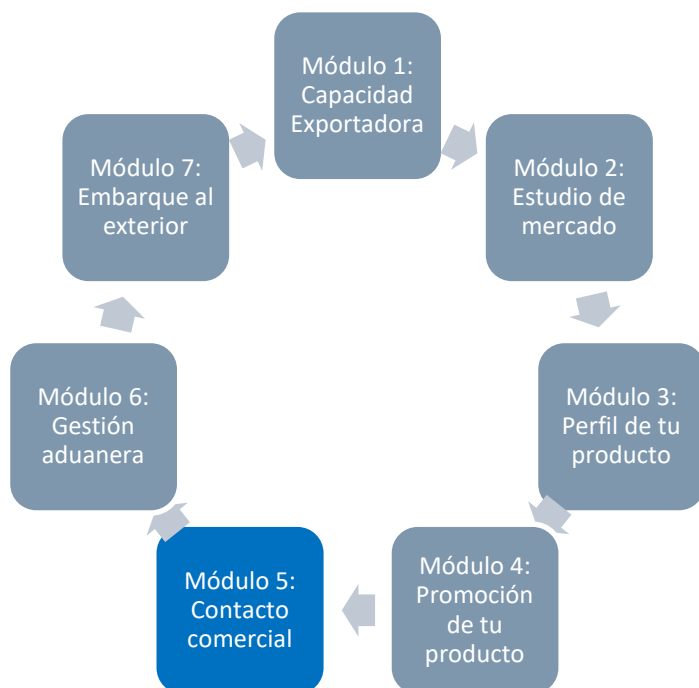 Módulo 1:
Capacidad
Exportadora
Módulo 2:
Estudio de
mercado
Módulo 3:
Perfil de tu
producto
Módulo 4:
Promoción
de tu
producto
Módulo 5:
Contacto
comercial
Módulo 6:
Gestión
aduanera
Módulo 7:
Embarque al
exterior